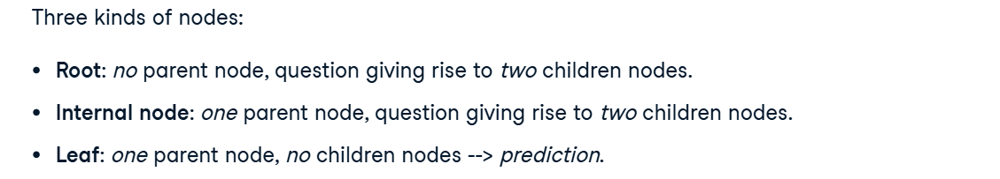 Three kinds of nodes:
• Root: no parent node, question giving rise to two children nodes.
• Internal node: one parent node, question giving rise to two children nodes.
• Leaf: one parent node, no children nodes --> prediction.